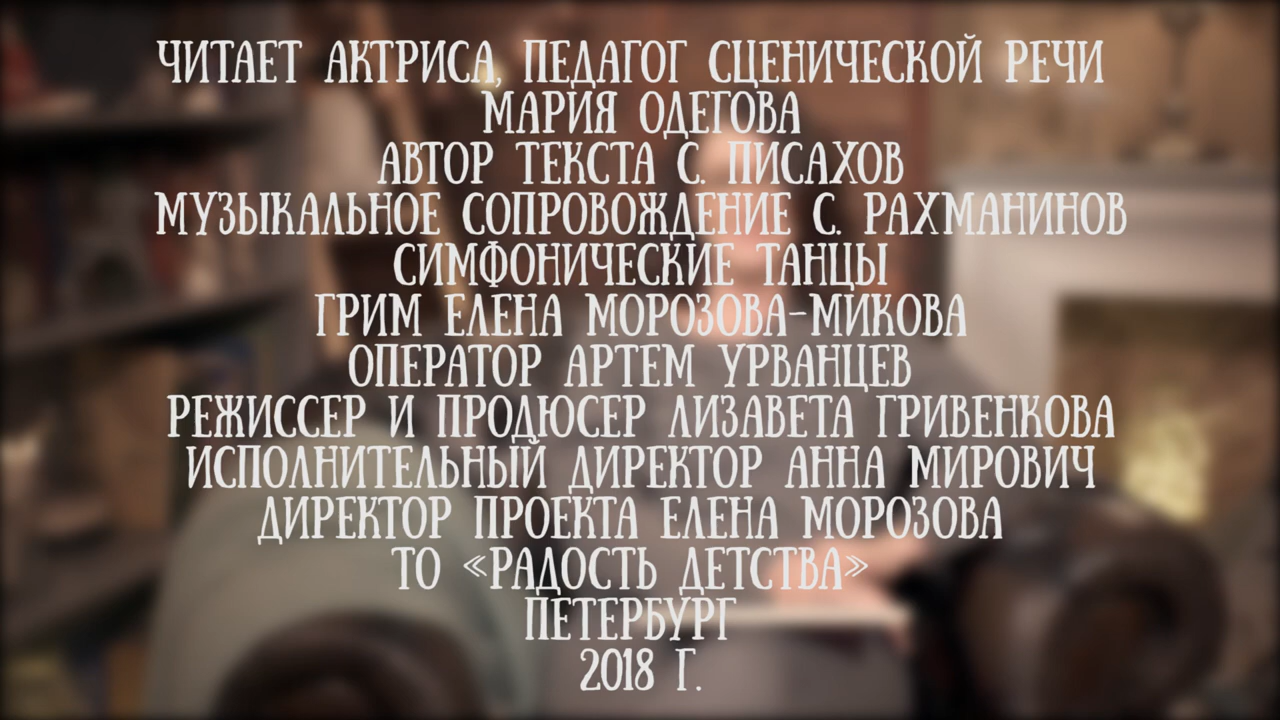 ЧИТАЕТ АКТРИСА, ПЕДАГОГ СЦЕНИЧЕСКОЙ РЕЧИ
МАРИЯ ОДЕГОВА
АВТОР ТЕКСТА С. ПИСАХОВ
МУЗЫКАЛЬНОЕ СОПРОВОЖДЕНИЕ С. РАХМАНИНОВ
СИМФОНИЧЕСКИЕ ТАНЦЫ
ГРИМ ЕЛЕНА МОРОЗОВА-МИКОВА
ОПЕРАТОР АРТЕМ УРВАНЦЕВ
РЕЖИССЕР И ПРОДЮСЕР ЛИЗАВЕТА ГРИВЕНКОВА
ИСПОЛНИТЕЛЬНЫЙ ДИРЕКТОР АННА МИРОВИЧ
ДИРЕКТОР ПРОЕКТА ЕЛЕНА МОРОЗОВА
ТО «РАДОСТЬ ДЕТСТВА»
ПЕТЕРБУРГ
2018 Г.